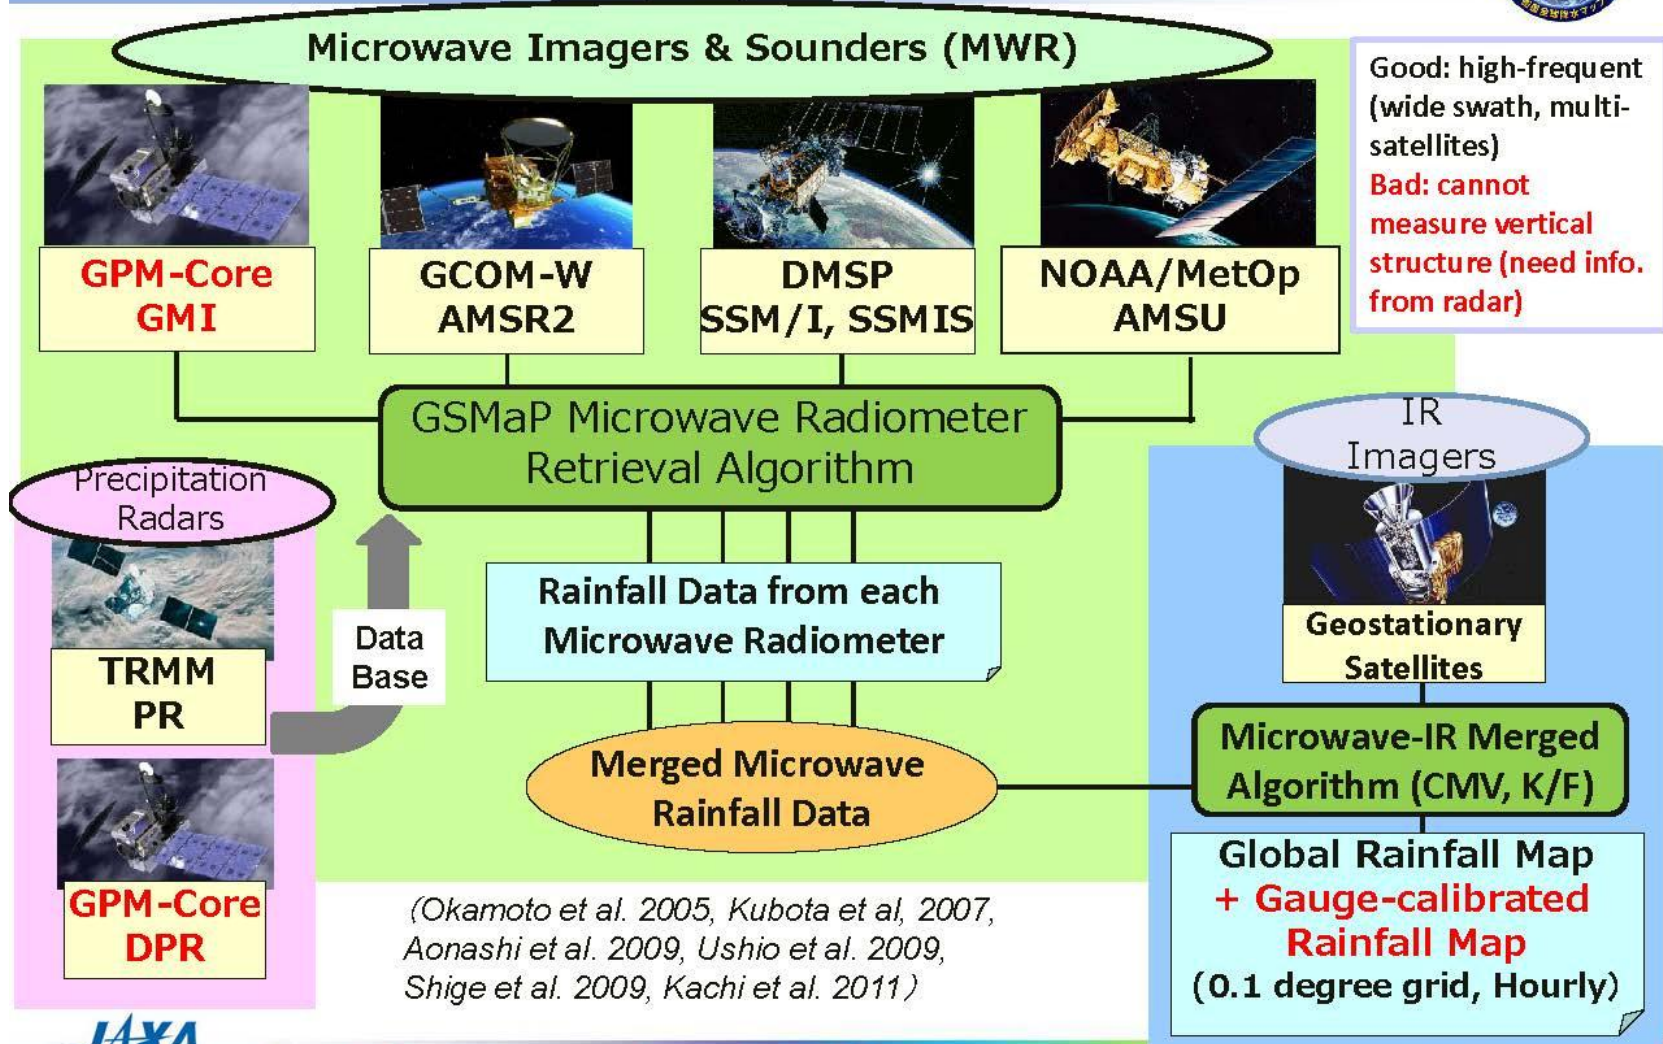 Microwave Imagers & Sounders (MWR)
Good: high-frequent
(wide swath, multi-
satellites)
Bad: cannot
measure vertical
structure (need info.
from radar)
GPM-Core
GMI
GCOM-W
AMSR2
DMSP
SSM/I, SSMIS
NOAA/MetOp
AMSU
GSMaP Microwave Radiometer
Retrieval Algorithm
IR
Imagers
Precipitation
Radars
Rainfall Data from each
Microwave Radiometer
Geostationary
Satellites
Data
Base
TRMM
PR
Microwave-IR Merged
Algorithm (CMV, K/F)
Merged Microwave
Rainfall Data
Global Rainfall Map
+ Gauge-calibrated
Rainfall Map
(0.1 degree grid, Hourly)
GPM-Core
DPR
(Okamoto et al. 2005, Kubota et al, 2007,
Aonashi et al. 2009, Ushio et al. 2009,
Shige et al. 2009, Kachi et al. 2011)
JAXA